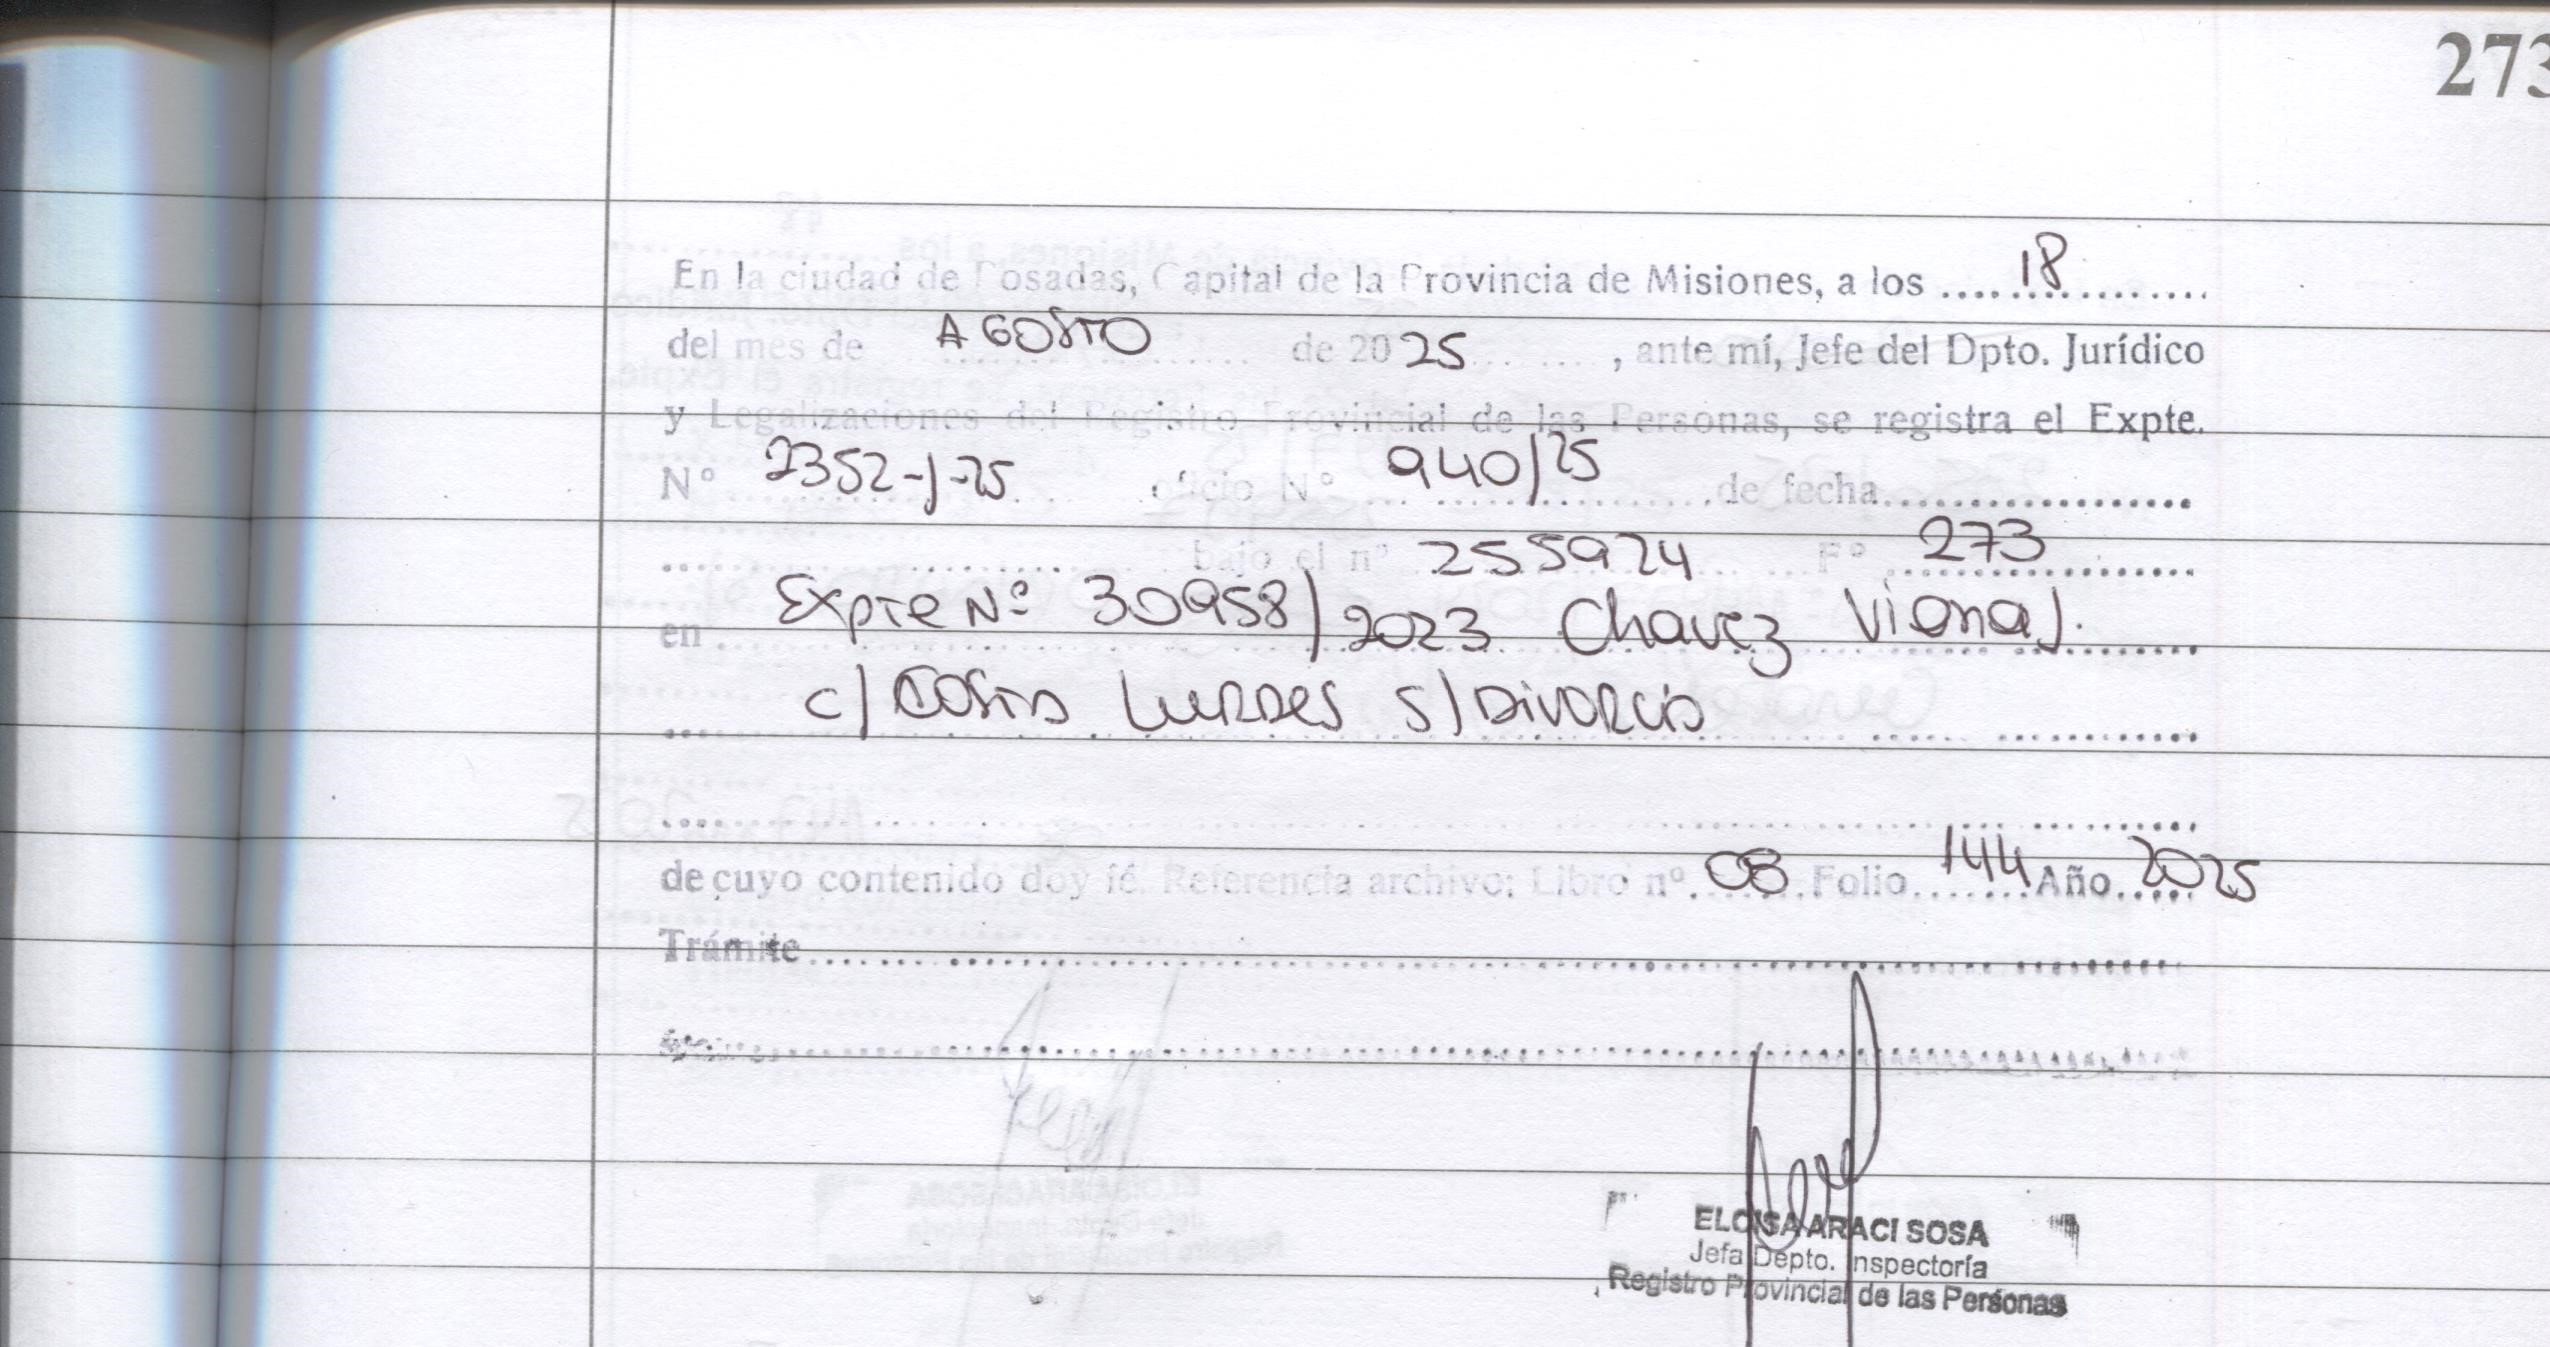 273
En la ciudad de Posadas, Capital de la Provincia de Misiones, a los .... 18 ....
del mes de AGOSTO de 2025 , ante mí, Jefe del Dpto. Jurídico
y Legalizaciones del Registro Provincial de las Personas, se registra el Expte.
N° 2352-J-25 oficio N° 940/25 de fecha..................
.................. bajo el n° 255924 F° 273
en Expte Nº 30958/2023 Chavez Viana J.
c/ Costa Lurdes s/ Divorcio
de cuyo contenido doy fé. Referencia archivo: Libro nº 08 Folio 144 Año 2025
Trámite..................
ELOISA ARACI SOSA
Jefa Depto. Inspectoría
Registro Provincial de las Personas